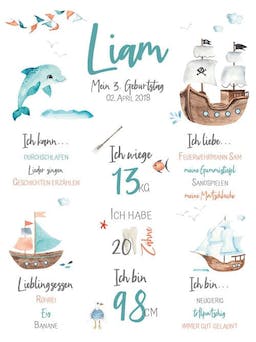 Liam
Mein 3. Geburtstag
02. April 2018
Ich kann...
durchschlafen
Lieder singen
Geschichten erzählen
Ich wiege
13 KG
Ich liebe...
Feuerwehrmann Sam
meine Gummistiefel
Sandspielen
meine Matschküche
Ich habe
20 Zähne
Lieblingsessen
Rührei
Eis
Banane
Ich bin
98 cm
Ich bin...
neugierig
tollpatschig
immer gut gelaunt